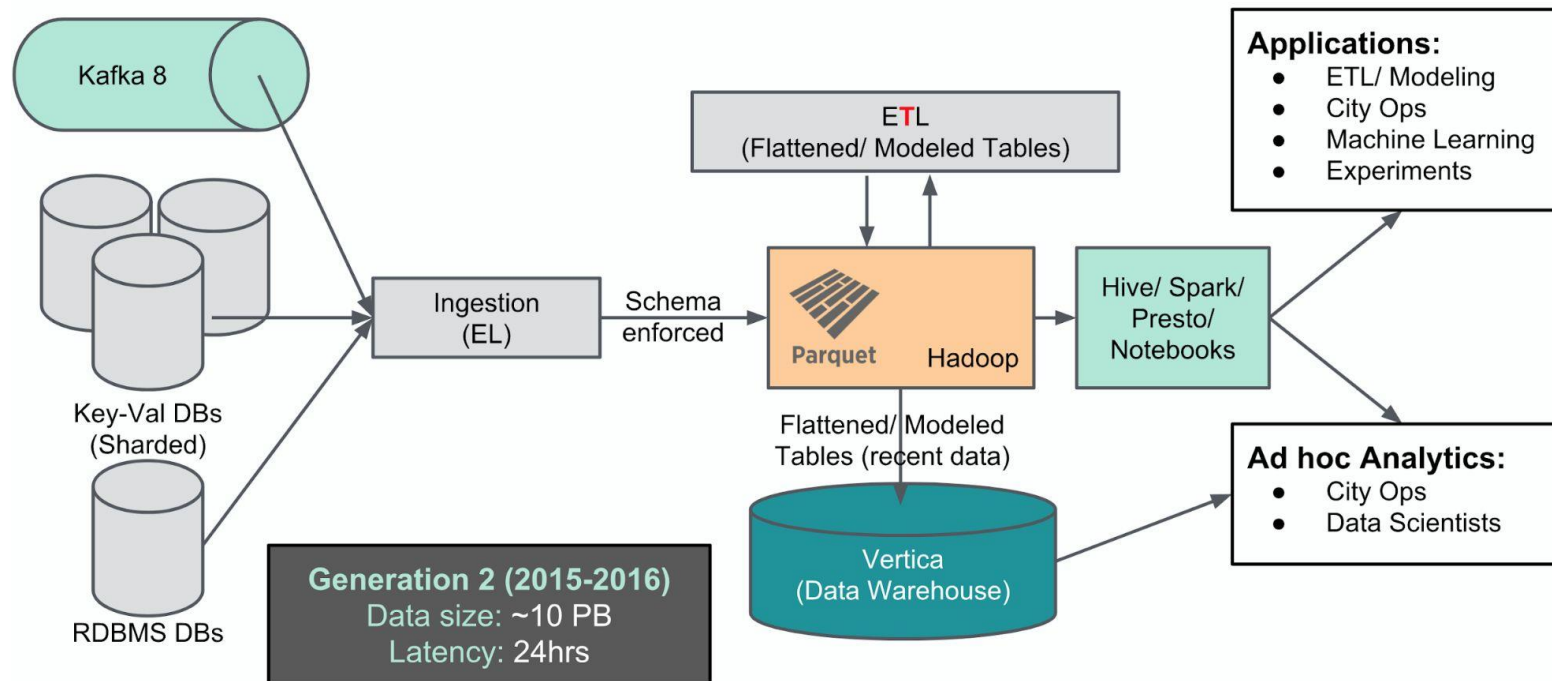 Kafka 8
Key-Val DBs
(Sharded)
RDBMS DBs
Ingestion
(EL)
Schema
enforced
ETL
(Flattened/ Modeled Tables)
Parquet
Hadoop
Flattened/ Modeled
Tables (recent data)
Vertica
(Data Warehouse)
Hive/ Spark/
Presto/
Notebooks
Applications:
● ETL/ Modeling
● City Ops
● Machine Learning
● Experiments
Ad hoc Analytics:
● City Ops
● Data Scientists
Generation 2 (2015-2016)
Data size: ~10 PB
Latency: 24hrs